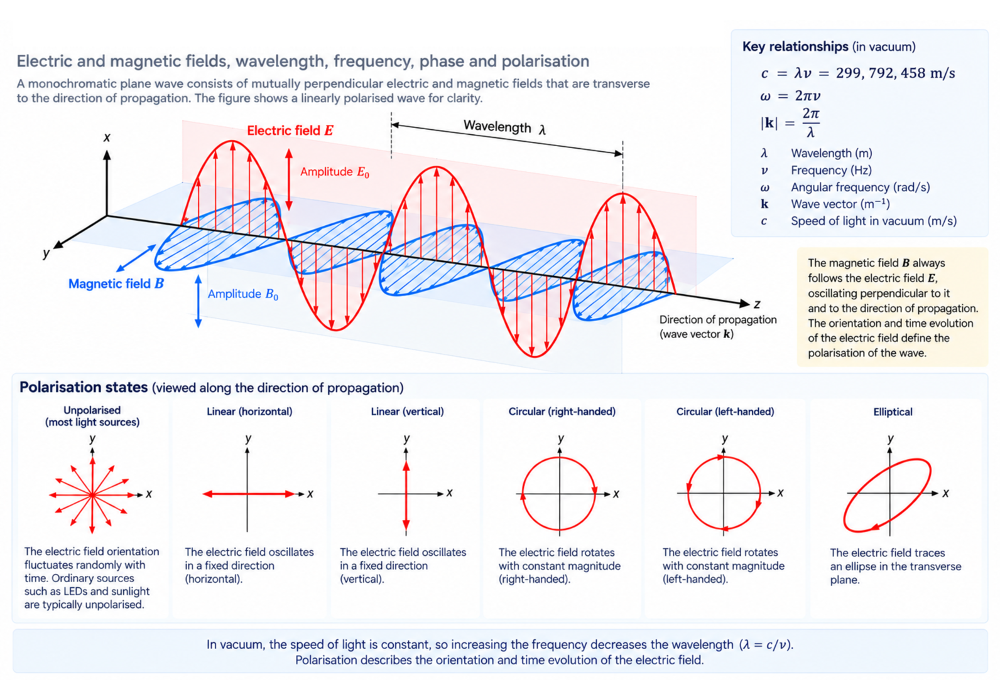 Electric and magnetic fields, wavelength, frequency, phase and polarisation
A monochromatic plane wave consists of mutually perpendicular electric and magnetic fields that are transverse
to the direction of propagation. The figure shows a linearly polarised wave for clarity.
Key relationships (in vacuum)
c = λν = 299, 792, 458 m/s
ω = 2πν
|k| = 2π/λ
λ Wavelength (m)
ν Frequency (Hz)
ω Angular frequency (rad/s)
k Wave vector (m⁻¹)
c Speed of light in vacuum (m/s)
x
y
z
Electric field E
Amplitude E₀
Wavelength λ
Magnetic field B
Amplitude B₀
Direction of propagation
(wave vector k)
The magnetic field B always
follows the electric field E,
oscillating perpendicular to it
and to the direction of propagation.
The orientation and time evolution
of the electric field define the
polarisation of the wave.
Polarisation states (viewed along the direction of propagation)
Unpolarised
(most light sources)
y
x
The electric field orientation
fluctuates randomly with
time. Ordinary sources
such as LEDs and sunlight
are typically unpolarised.
Linear (horizontal)
y
x
The electric field oscillates
in a fixed direction
(horizontal).
Linear (vertical)
y
x
The electric field oscillates
in a fixed direction
(vertical).
Circular (right-handed)
y
x
The electric field rotates
with constant magnitude
(right-handed).
Circular (left-handed)
y
x
The electric field rotates
with constant magnitude
(left-handed).
Elliptical
y
x
The electric field traces
an ellipse in the transverse
plane.
In vacuum, the speed of light is constant, so increasing the frequency decreases the wavelength (λ = c/ν).
Polarisation describes the orientation and time evolution of the electric field.